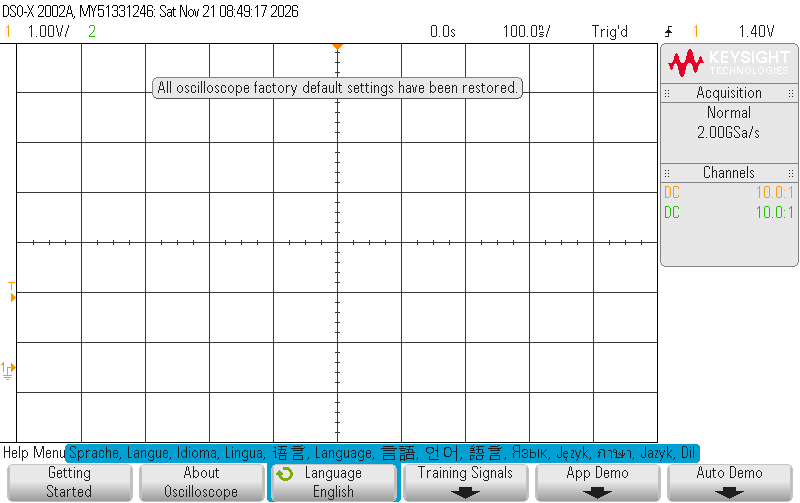 DSO-X 2002A, MY51331246: Sat Nov 21 08:49:17 2026
1 1.00V/ 2 0.0s 100.0ns/ Trig'd 1 1.40V
KEYSIGHT
TECHNOLOGIES
All oscilloscope factory default settings have been restored.
Acquisition
Normal
2.00GSa/s
Channels
DC 10.0:1
DC 10.0:1
T
1
Help Menu Sprache, Langue, Idioma, Lingua, 语言, Language, 言語, 언어, 語言, Язык, Język, ภาษา, Jazyk, Dil
Getting Started
About Oscilloscope
Language English
Training Signals
App Demo
Auto Demo